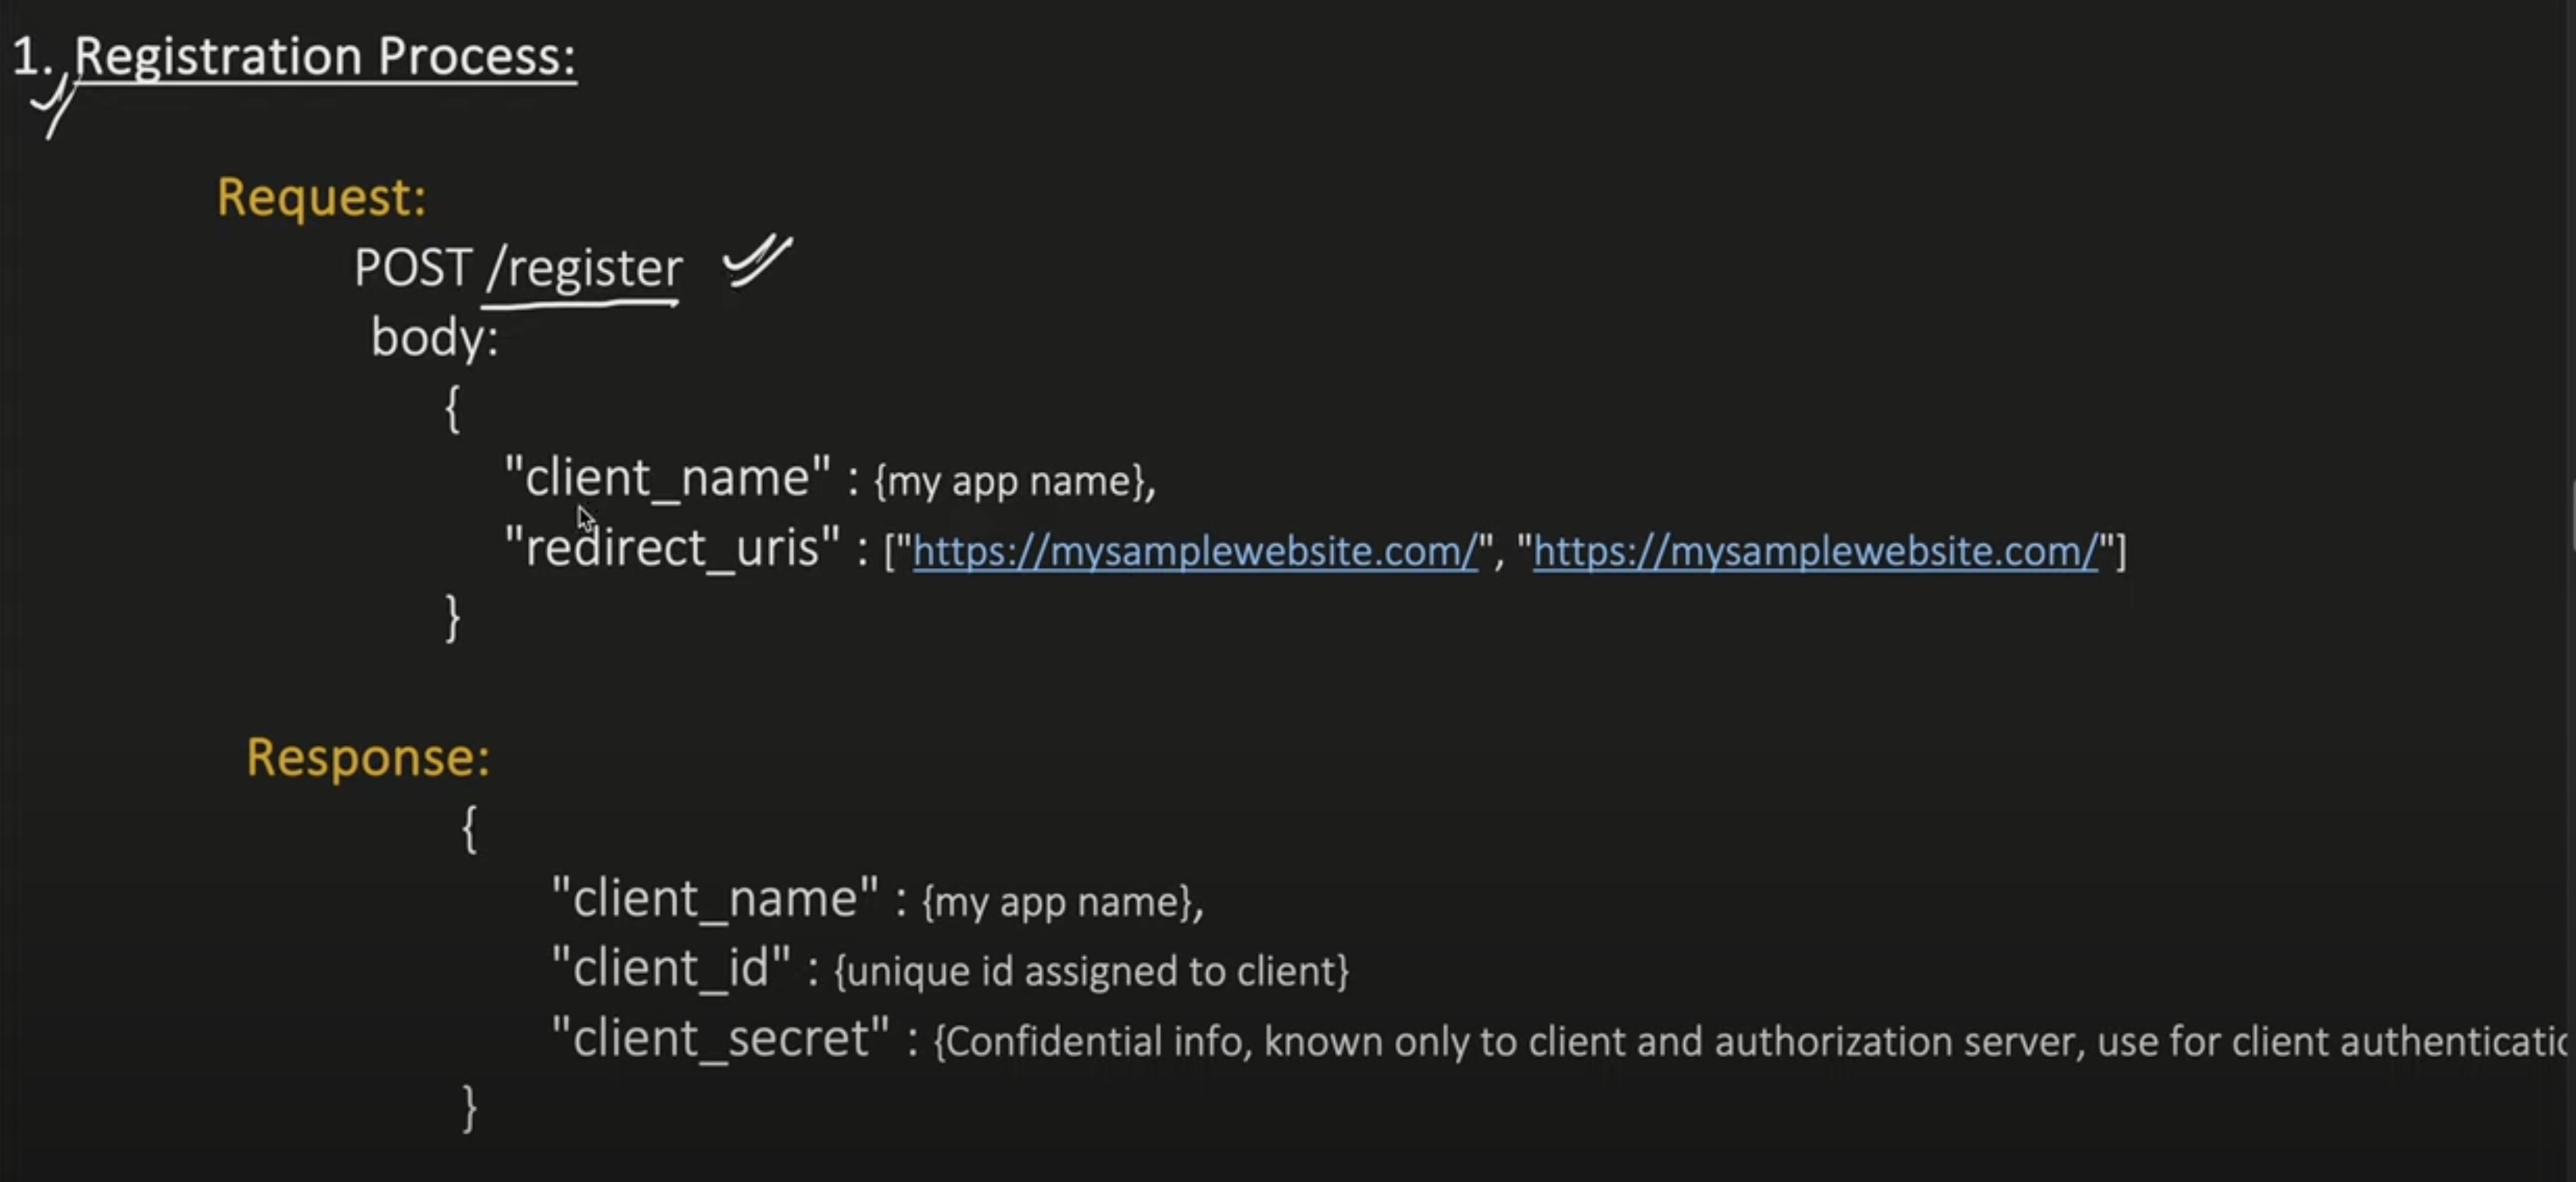 1. Registration Process:
Request:
POST /register
body:
{
"client_name" : {my app name},
"redirect_uris" : ["https://mysamplewebsite.com/", "https://mysamplewebsite.com/"]
}
Response:
{
"client_name" : {my app name},
"client_id" : {unique id assigned to client}
"client_secret" : {Confidential info, known only to client and authorization server, use for client authenticatio
}